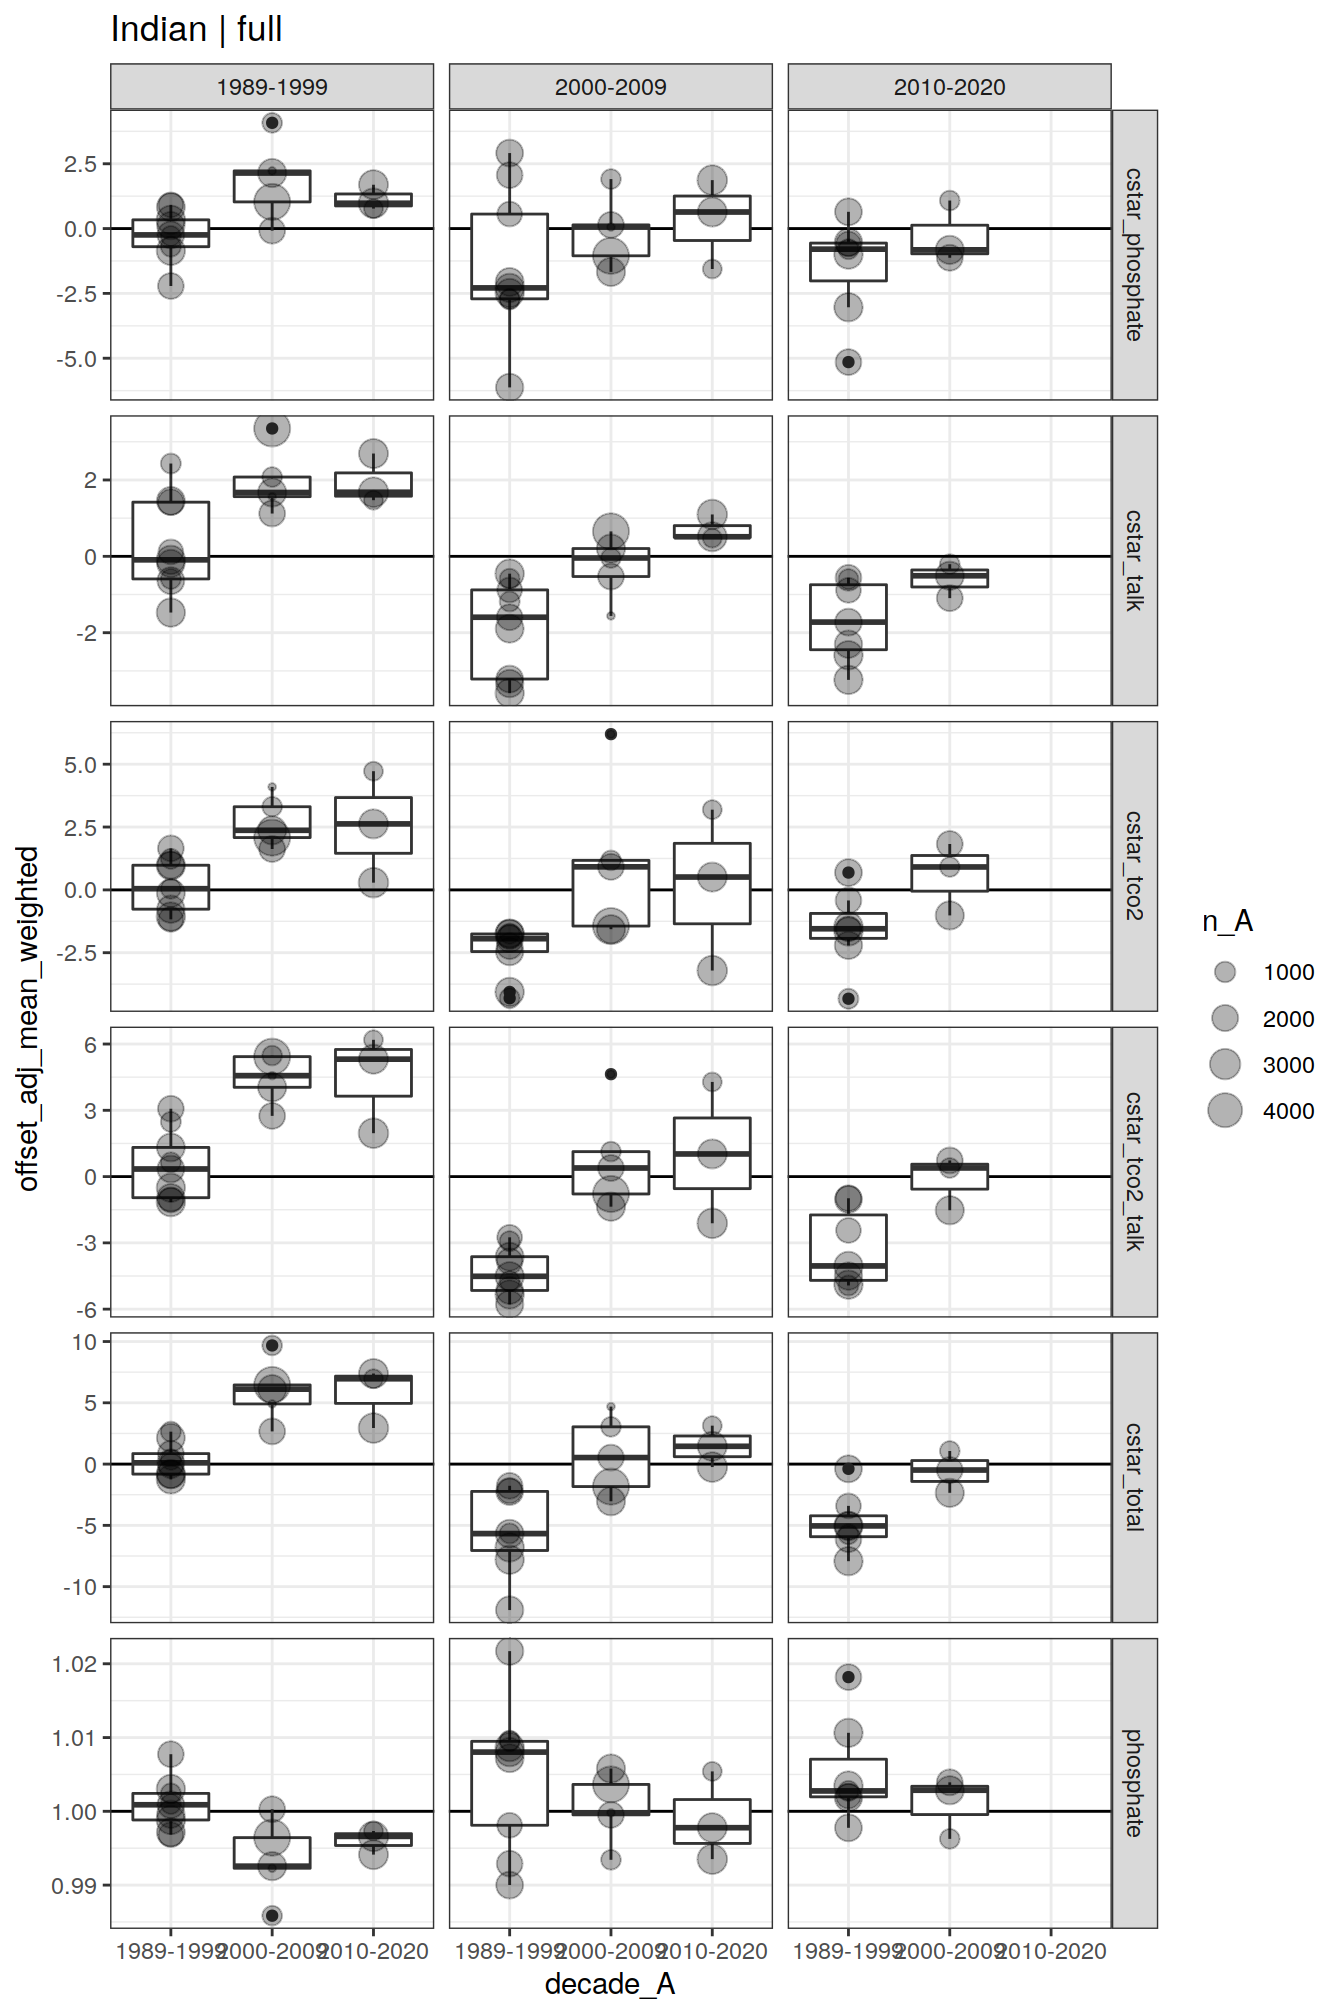 Indian | full
1989-1999 2000-2009 2010-2020
2.5
0.0
-2.5
-5.0
cstar_phosphate
2
0
-2
cstar_talk
5.0
2.5
0.0
-2.5
cstar_tco2
6
3
0
-3
-6
cstar_tco2_talk
10
5
0
-5
-10
cstar_total
1.02
1.01
1.00
0.99
phosphate
offset_adj_mean_weighted
n_A
1000
2000
3000
4000
1989-1999 2000-2009 2010-2020 1989-1999 2000-2009 2010-2020 1989-1999 2000-2009 2010-2020
decade_A